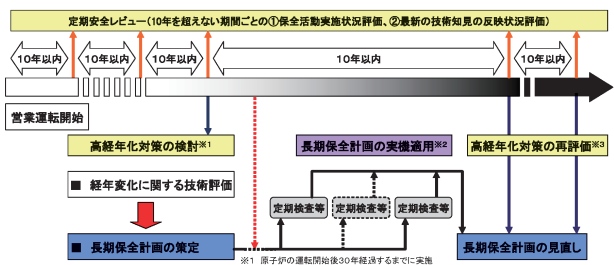 定期安全レビュー（10年を超えない期間ごとの①保全活動実施状況評価、②最新の技術知見の反映状況評価）
10年以内
10年以内
10年以内
10年以内
10年以内
営業運転開始
高経年化対策の検討※1
長期保全計画の実機適用※2
高経年化対策の再評価※3
■ 経年変化に関する技術評価
定期検査等
定期検査等
定期検査等
■ 長期保全計画の策定
長期保全計画の見直し
※1 原子炉の運転開始後30年経過するまでに実施